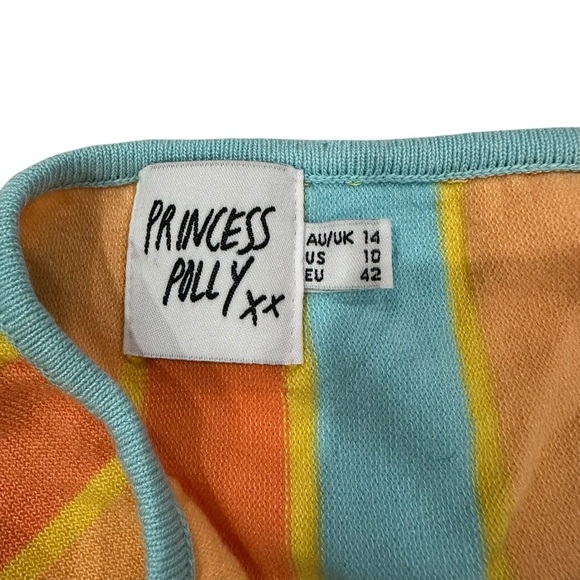 PRINCESS
POLLY xx
AU/UK 14
US 10
EU 42